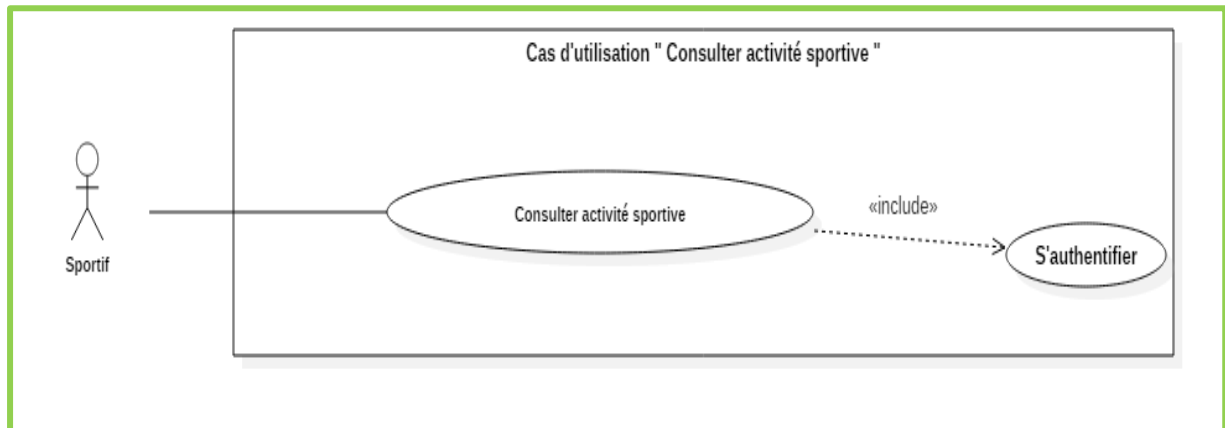 Cas d'utilisation " Consulter activité sportive "
Consulter activité sportive
«include»
S'authentifier
Sportif